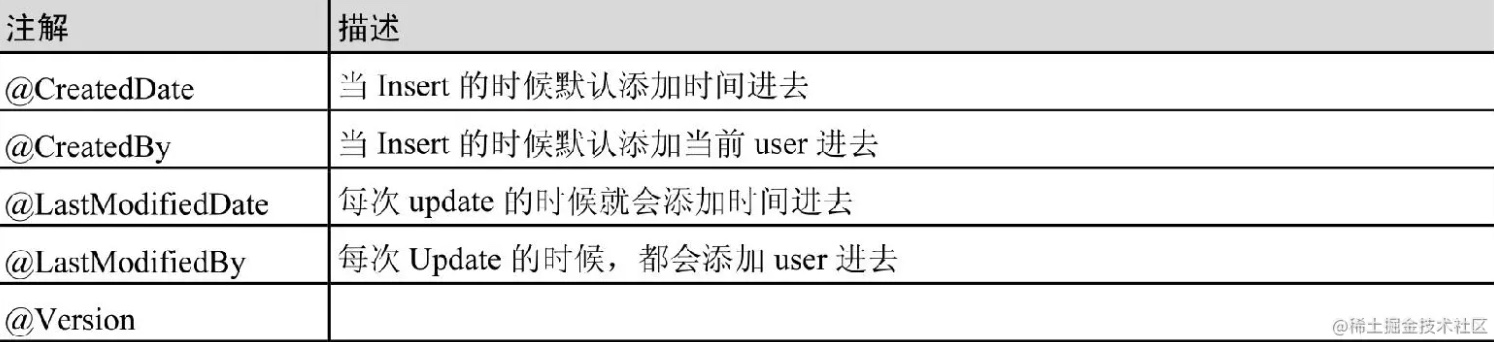 注解 描述
@CreatedDate 当 Insert 的时候默认添加时间进去
@CreatedBy 当 Insert 的时候默认添加当前 user 进去
@LastModifiedDate 每次 update 的时候就会添加时间进去
@LastModifiedBy 每次 Update 的时候，都会添加 user 进去
@Version
@稀土掘金技术社区